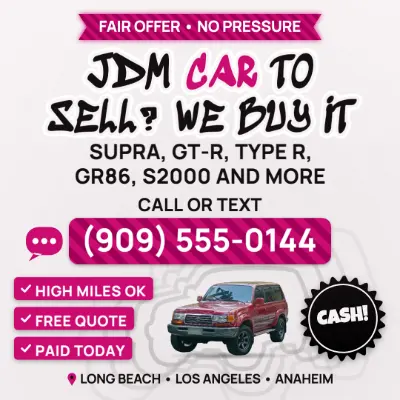 FAIR OFFER • NO PRESSURE
JDM CAR TO
SELL? WE BUY IT
SUPRA, GT-R, TYPE R,
GR86, S2000 AND MORE
CALL OR TEXT
(909) 555-0144
HIGH MILES OK
FREE QUOTE
PAID TODAY
CASH!
LONG BEACH • LOS ANGELES • ANAHEIM